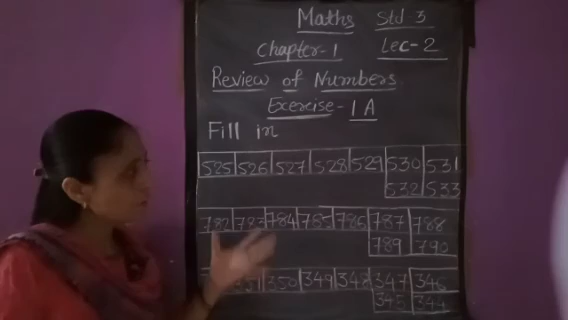 Maths Std 3
Chapter-1 Lec-2
Review of Numbers
Exercise-1A
Fill in
525 526 527 528 529 530 531
532 533
782 783 784 785 786 787 788
789 790
351 350 349 348 347 346
345 344